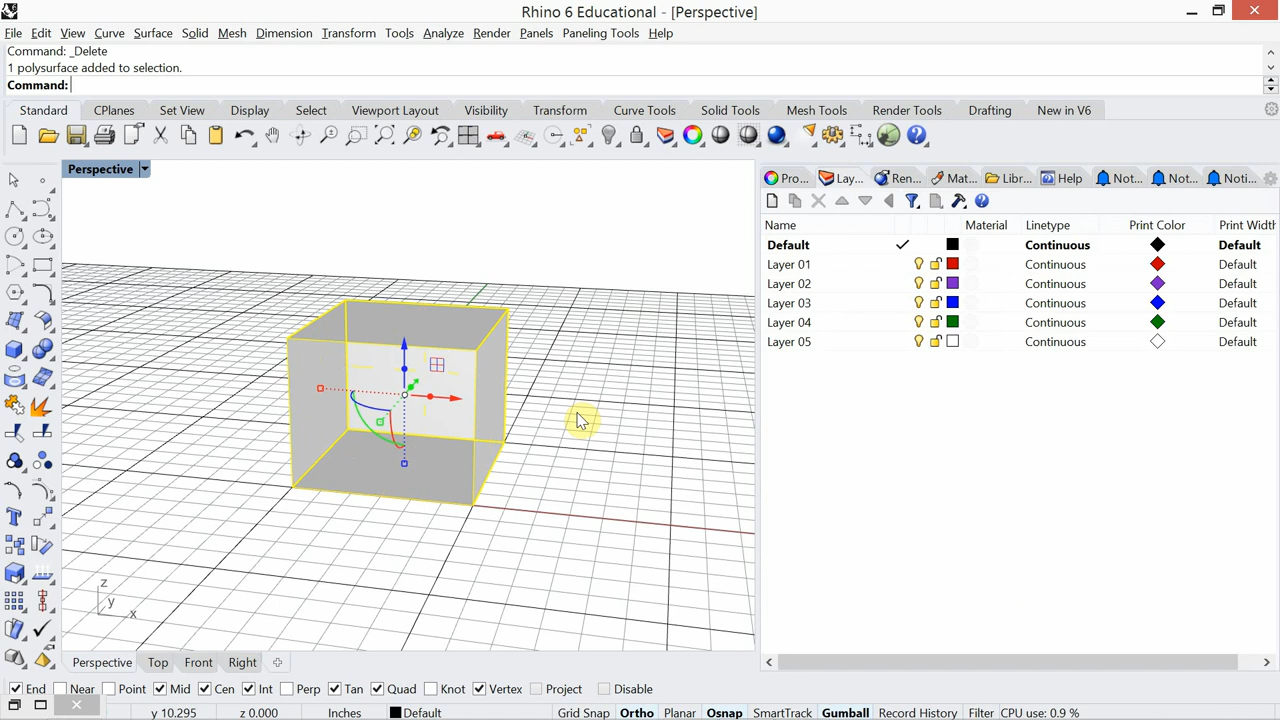 Rhino 6 Educational - [Perspective]
File Edit View Curve Surface Solid Mesh Dimension Transform Tools Analyze Render Panels Paneling Tools Help
Command: _Delete
1 polysurface added to selection.
Command:
Standard CPlanes Set View Display Select Viewport Layout Visibility Transform Curve Tools Solid Tools Mesh Tools Render Tools Drafting New in V6
Perspective
Pro... Lay... Ren... Mat... Libr... Help Not... Not... Noti...
Name Material Linetype Print Color Print Width
Default Continuous Default
Layer 01 Continuous Default
Layer 02 Continuous Default
Layer 03 Continuous Default
Layer 04 Continuous Default
Layer 05 Continuous Default
z
y
x
Perspective Top Front Right
End Near Point Mid Cen Int Perp Tan Quad Knot Vertex Project Disable
y 10.295 z 0.000 Inches Default Grid Snap Ortho Planar Osnap SmartTrack Gumball Record History Filter CPU use: 0.9 %